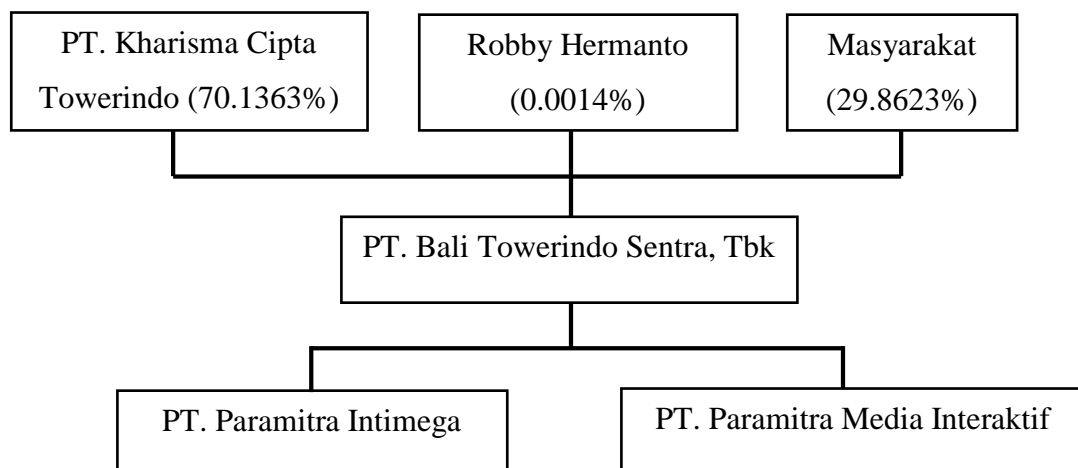 PT. Kharisma Cipta
Towerindo (70.1363%)
Robby Hermanto
(0.0014%)
Masyarakat
(29.8623%)
PT. Bali Towerindo Sentra, Tbk
PT. Paramitra Intimega
PT. Paramitra Media Interaktif